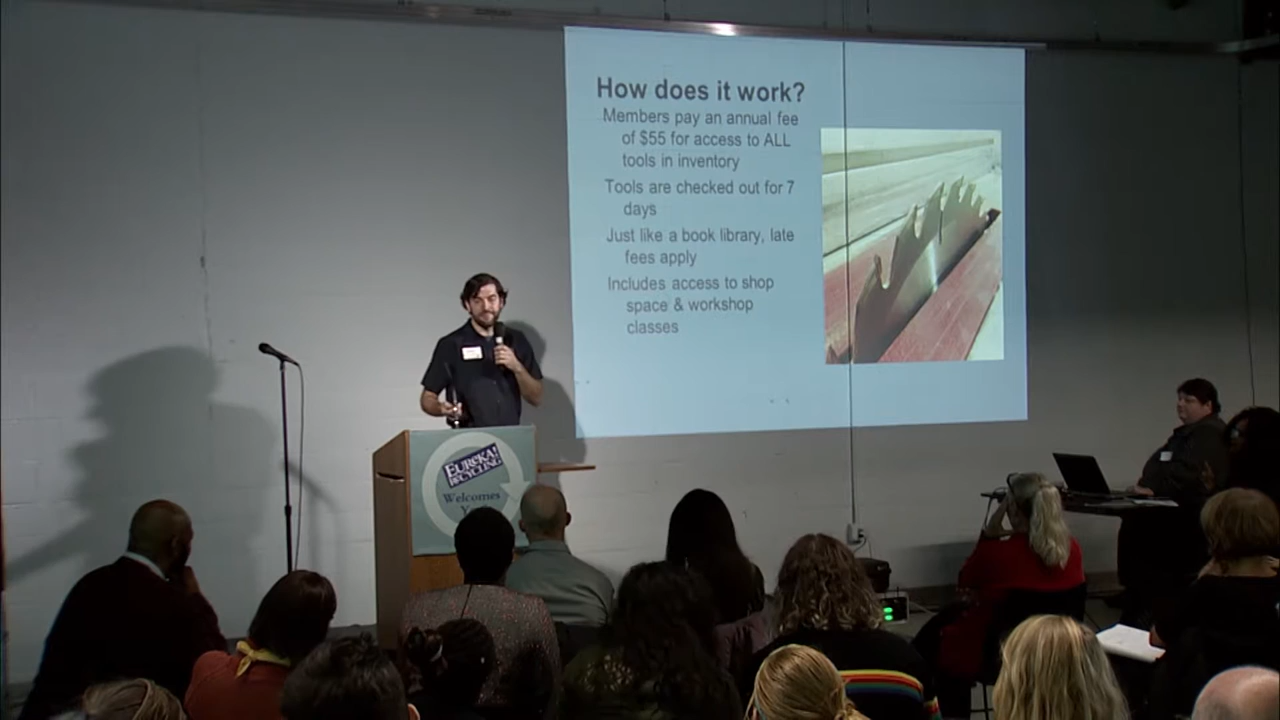 How does it work?
Members pay an annual fee
of $55 for access to ALL
tools in inventory
Tools are checked out for 7
days
Just like a book library, late
fees apply
Includes access to shop
space & workshop
classes
EUREKA!
RECYCLING
Welcomes